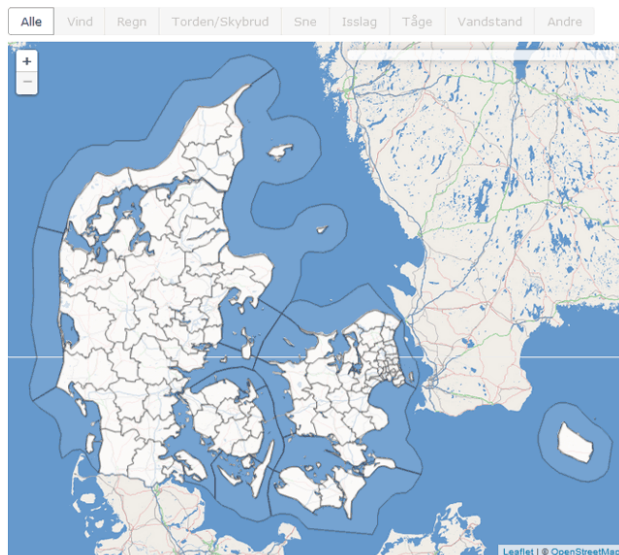 Alle Vind Regn Torden/Skybrud Sne Isslag Tåge Vandstand Andre
+
−
Leaflet | © OpenStreetMap